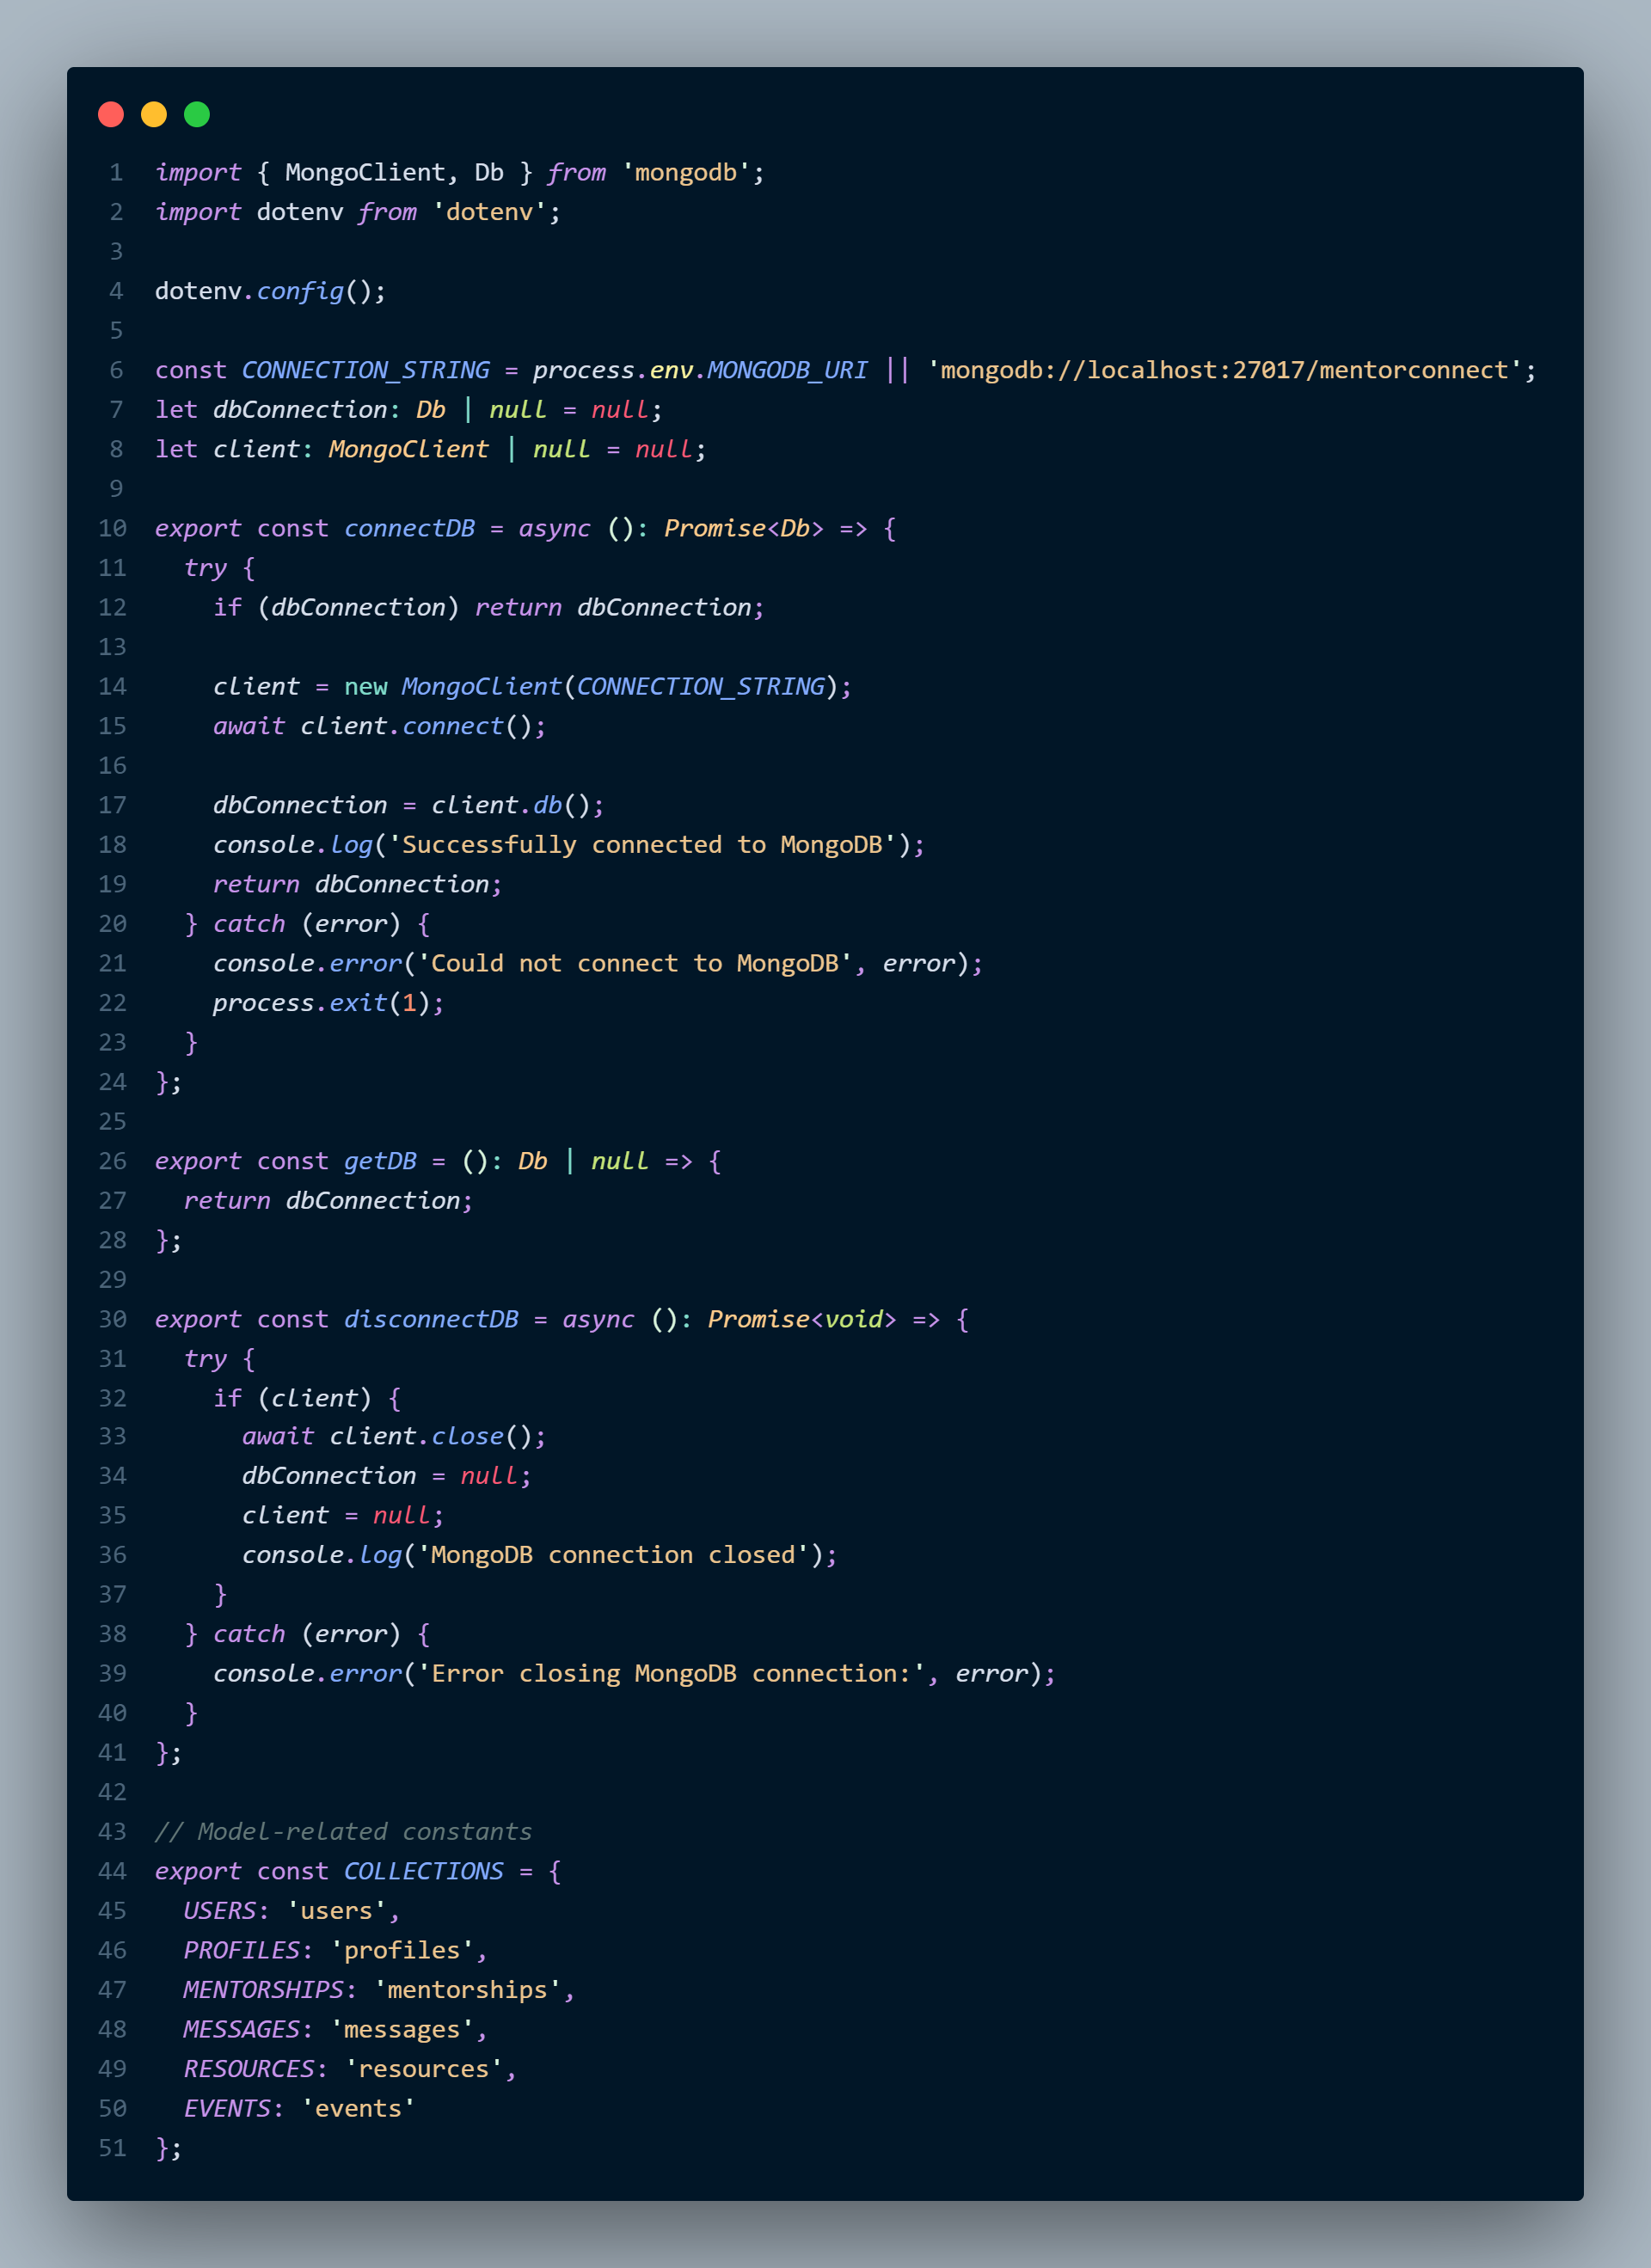 1 import { MongoClient, Db } from 'mongodb';
2 import dotenv from 'dotenv';
3
4 dotenv.config();
5
6 const CONNECTION_STRING = process.env.MONGODB_URI || 'mongodb://localhost:27017/mentorconnect';
7 let dbConnection: Db | null = null;
8 let client: MongoClient | null = null;
9
10 export const connectDB = async (): Promise<Db> => {
11   try {
12     if (dbConnection) return dbConnection;
13
14     client = new MongoClient(CONNECTION_STRING);
15     await client.connect();
16
17     dbConnection = client.db();
18     console.log('Successfully connected to MongoDB');
19     return dbConnection;
20   } catch (error) {
21     console.error('Could not connect to MongoDB', error);
22     process.exit(1);
23   }
24 };
25
26 export const getDB = (): Db | null => {
27   return dbConnection;
28 };
29
30 export const disconnectDB = async (): Promise<void> => {
31   try {
32     if (client) {
33       await client.close();
34       dbConnection = null;
35       client = null;
36       console.log('MongoDB connection closed');
37     }
38   } catch (error) {
39     console.error('Error closing MongoDB connection:', error);
40   }
41 };
42
43 // Model-related constants
44 export const COLLECTIONS = {
45   USERS: 'users',
46   PROFILES: 'profiles',
47   MENTORSHIPS: 'mentorships',
48   MESSAGES: 'messages',
49   RESOURCES: 'resources',
50   EVENTS: 'events'
51 };